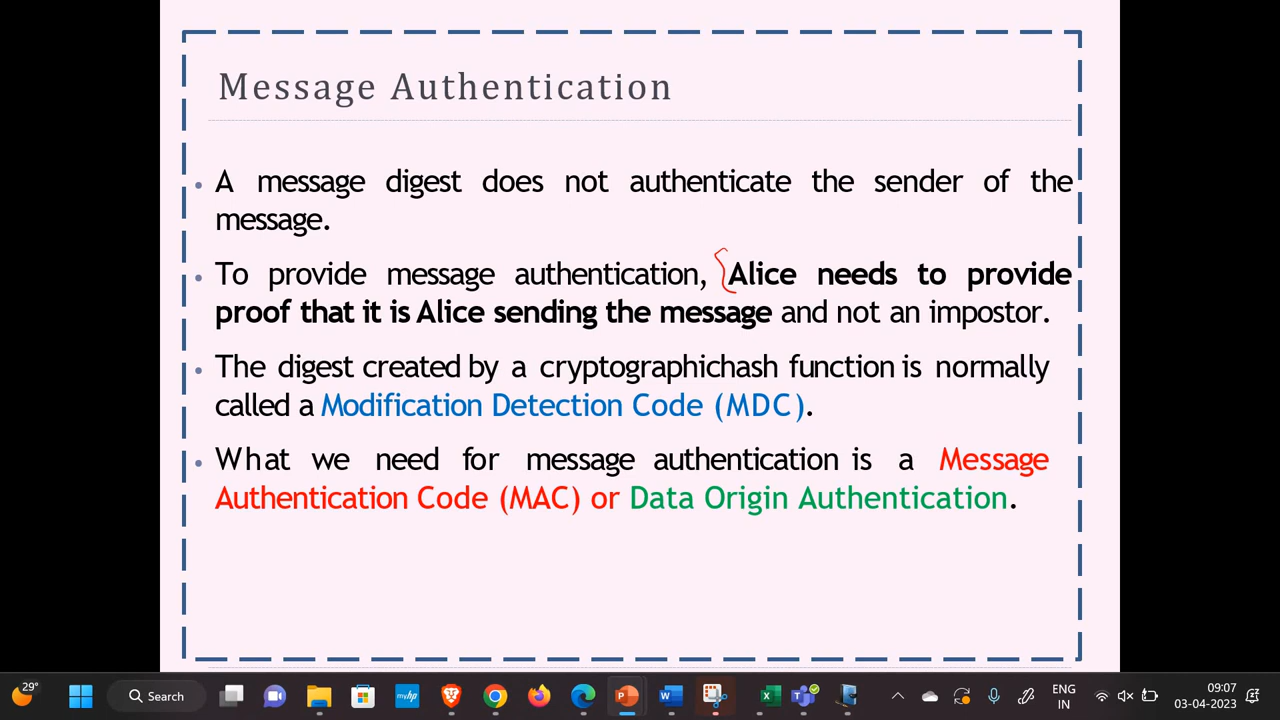 Message Authentication
A message digest does not authenticate the sender of the
message.
To provide message authentication, Alice needs to provide
proof that it is Alice sending the message and not an impostor.
The digest created by a cryptographichash function is normally
called a Modification Detection Code (MDC).
What we need for message authentication is a Message
Authentication Code (MAC) or Data Origin Authentication.
29°
Search
myhp
ENG
IN
09:07
03-04-2023